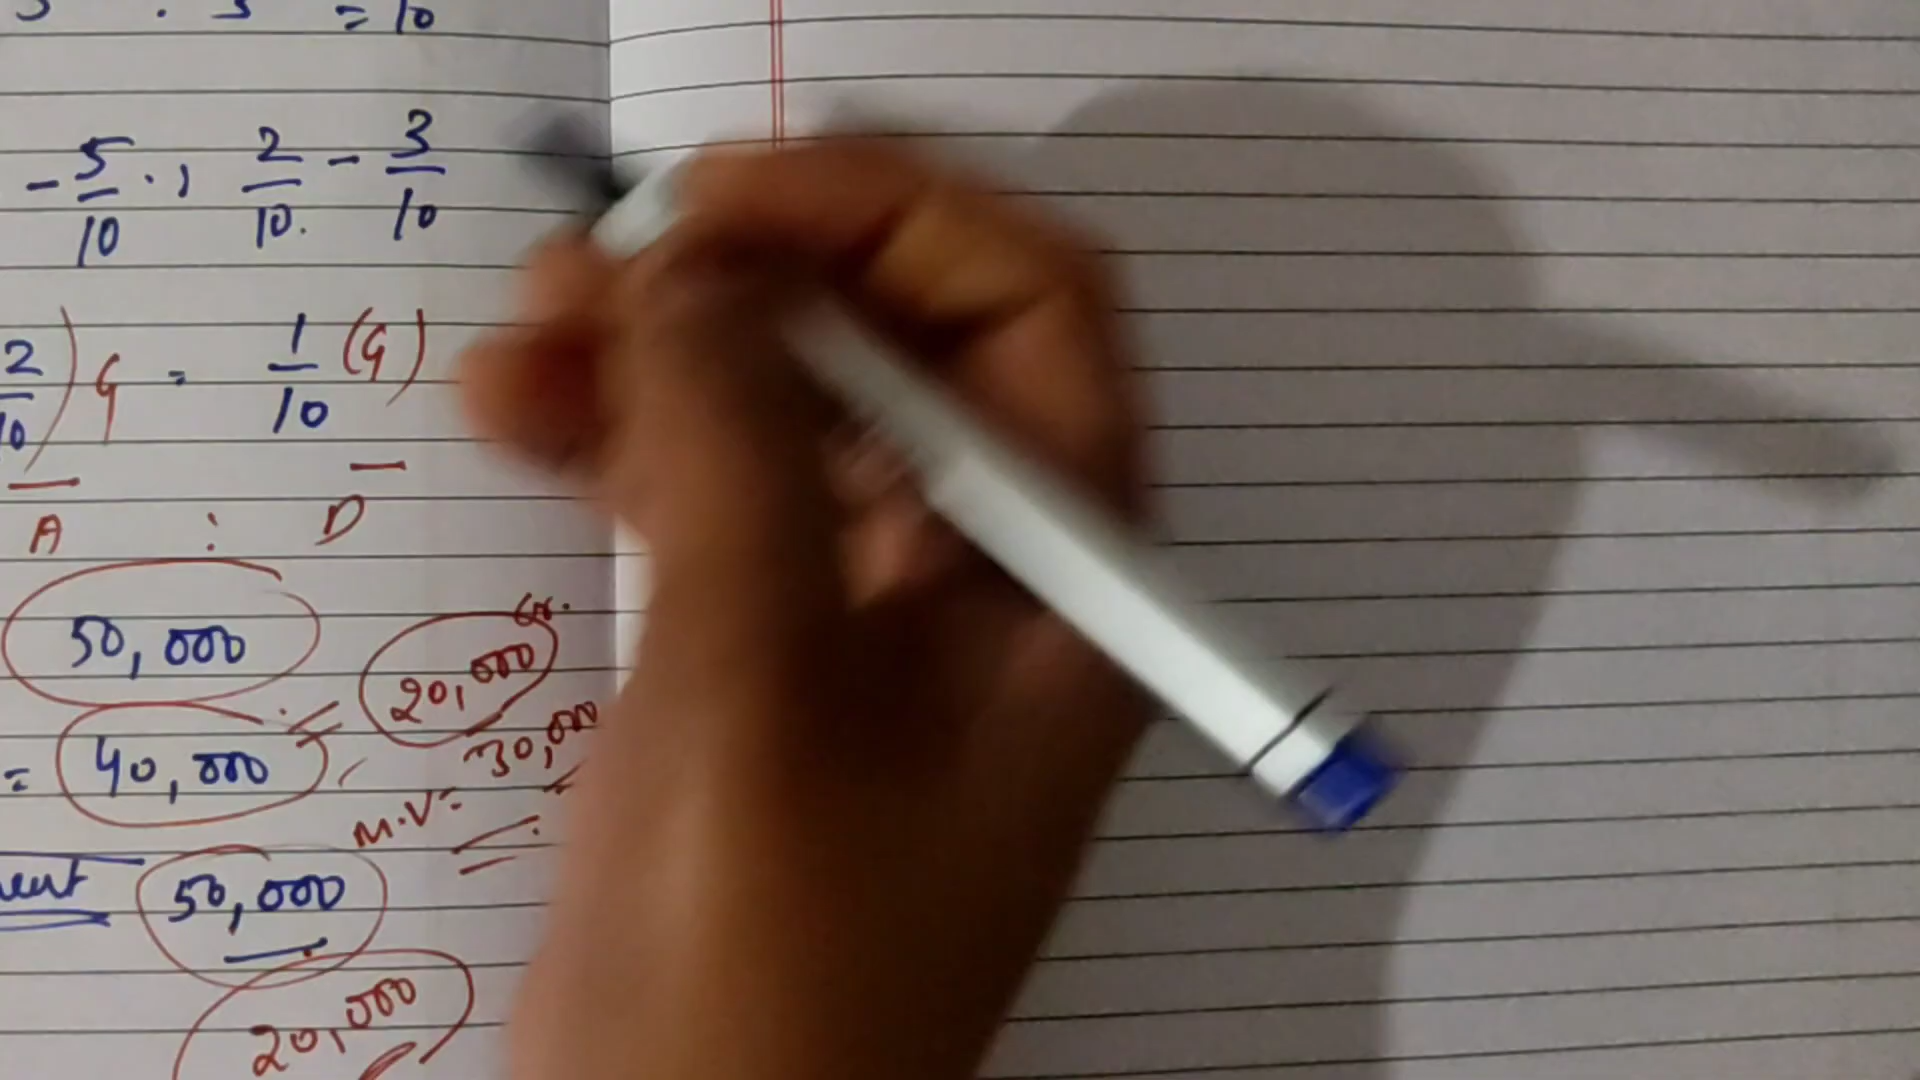 = 10
- 5/10 . , 2/10. - 3/10
2/10) G = 1/10 (G)
A : D
50,000
20,000 Cr.
= 40,000
M.V = 30,000
50,000
20,000